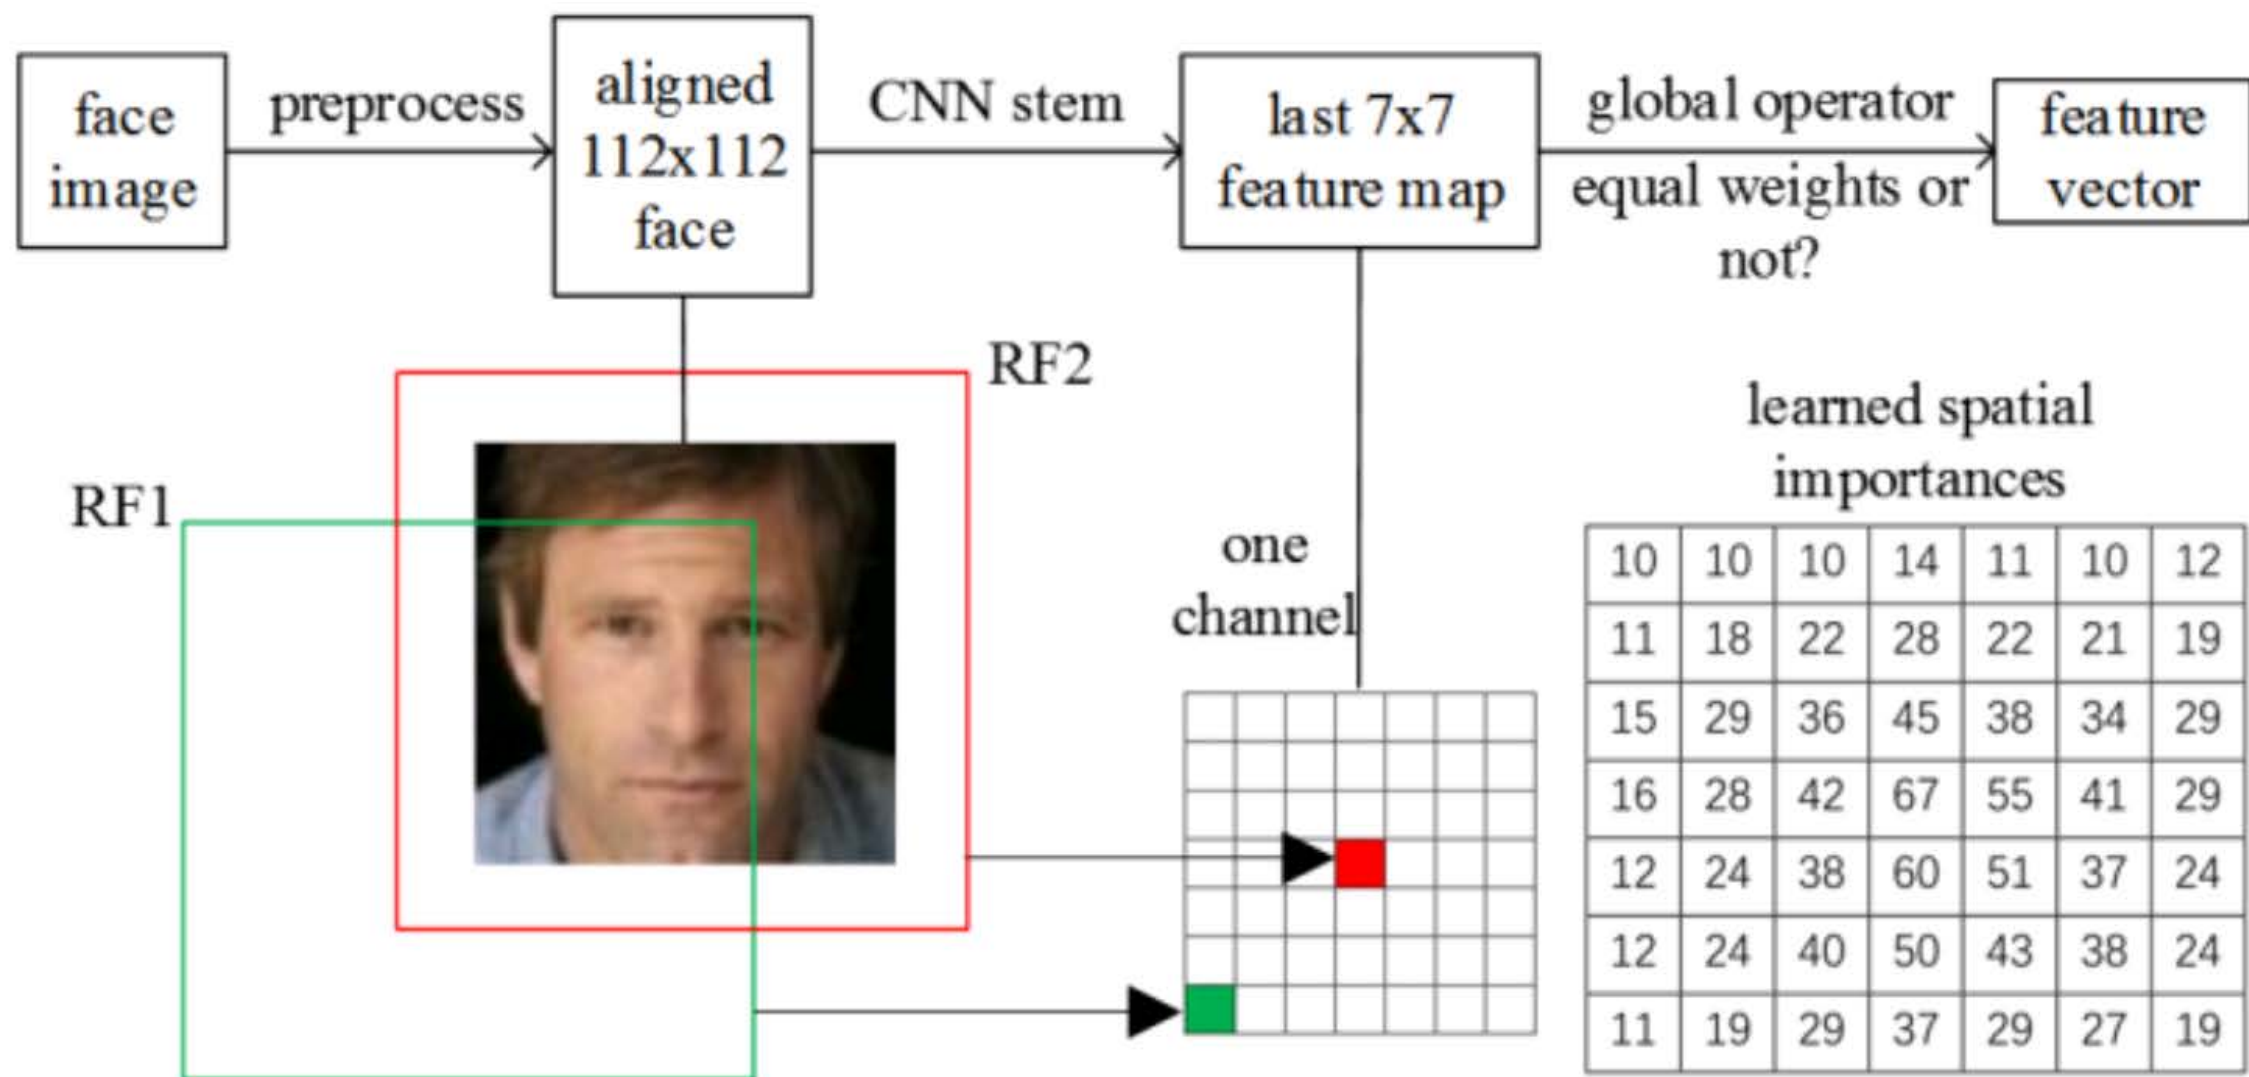 face
image
preprocess
aligned
112x112
face
CNN stem
last 7x7
feature map
global operator
equal weights or
not?
feature
vector
RF2
RF1
one
channel
learned spatial
importances
10 10 10 14 11 10 12
11 18 22 28 22 21 19
15 29 36 45 38 34 29
16 28 42 67 55 41 29
12 24 38 60 51 37 24
12 24 40 50 43 38 24
11 19 29 37 29 27 19